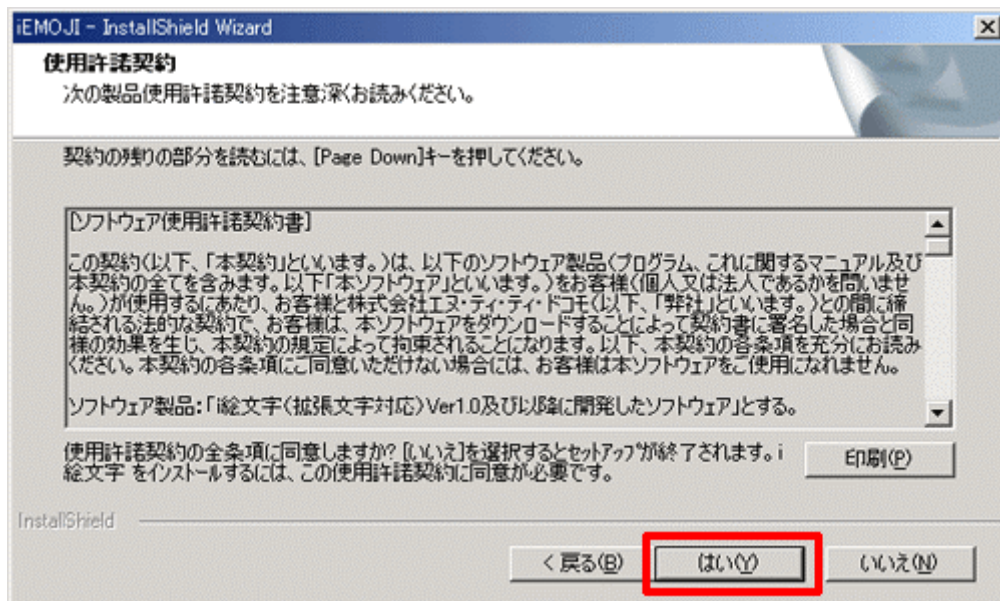 iEMOJI - InstallShield Wizard
使用許諾契約
次の製品使用許諾契約を注意深くお読みください。
契約の残りの部分を読むには、[Page Down]キーを押してください。
[ソフトウェア使用許諾契約書]
この契約(以下、「本契約」といいます。)は、以下のソフトウェア製品(プログラム、これに関するマニュアル及び
本契約の全てを含みます。以下「本ソフトウェア」といいます。)をお客様(個人又は法人であるかを問いませ
ん。)が使用するにあたり、お客様と株式会社エヌ・ティ・ティ・ドコモ(以下、「弊社」といいます。)との間に締
結される法的な契約で、お客様は、本ソフトウェアをダウンロードすることによって契約書に署名した場合と同
様の効果を生じ、本契約の規定によって拘束されることになります。以下、本契約の各条項を充分にお読み
ください。本契約の各条項にご同意いただけない場合には、お客様は本ソフトウェアをご使用になれません。
ソフトウェア製品:「i絵文字(拡張文字対応)Ver1.0及び以降に開発したソフトウェア」とする。
使用許諾契約の全条項に同意しますか? [いいえ]を選択するとセットアップが終了されます。i
絵文字 をインストールするには、この使用許諾契約に同意が必要です。
印刷(P)
InstallShield
< 戻る(B)
はい(Y)
いいえ(N)